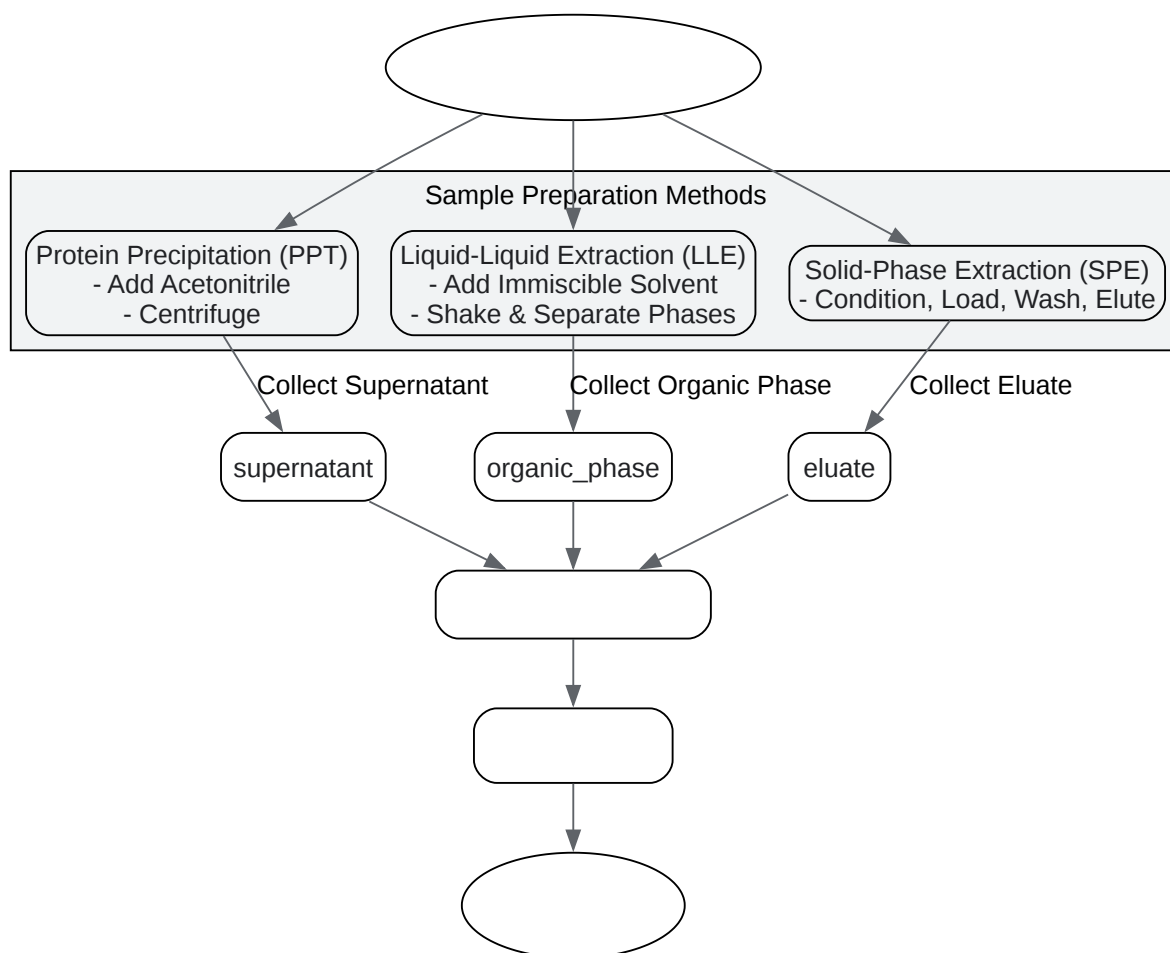 Sample Preparation Methods
Protein Precipitation (PPT)
- Add Acetonitrile
- Centrifuge
Liquid-Liquid Extraction (LLE)
- Add Immiscible Solvent
- Shake & Separate Phases
Solid-Phase Extraction (SPE)
- Condition, Load, Wash, Elute
Collect Supernatant
Collect Organic Phase
Collect Eluate
supernatant
organic_phase
eluate